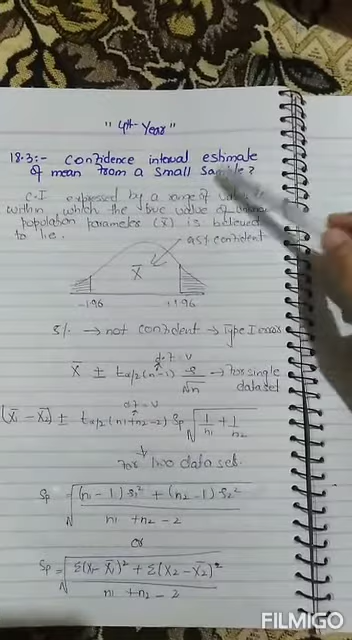 "4th Year"
18.3:- Confidence interval estimate
of mean from a small sample?
C.I expressed by a range of values
within which the true value of
population parameter (x̄) is believed
to lie.
95% confident
X̄
-1.96 +1.96
5% → not confident → Type I error
d.f = v
X̄ ± tα/2(n-1) s/√n → For single
data set
d.f = v
(X̄1 - X̄2) ± tα/2(n1+n2-2) Sp √(1/n1 + 1/n2)
↓
For Two data sets.
Sp = √((n1-1)s1² + (n2-1)s2² / n1+n2-2)
or
Sp = √(Σ(X1-X̄1)² + Σ(X2-X̄2)² / n1+n2-2)
FILMIGO